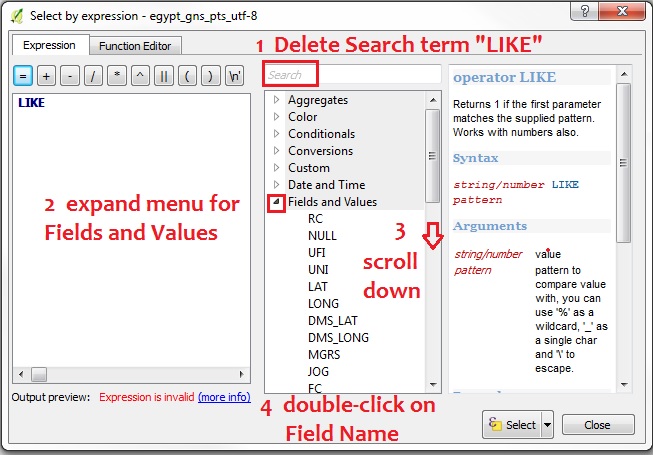 Select by expression - egypt_gns_pts_utf-8
Expression
Function Editor
1 Delete Search term "LIKE"
= + - / * ^ || ( ) '\n'
Search
LIKE
2 expand menu for
Fields and Values
Aggregates
Color
Conditionals
Conversions
Custom
Date and Time
Fields and Values
RC
NULL
UFI
UNI
LAT
LONG
DMS_LAT
DMS_LONG
MGRS
JOG
FC
3
scroll
down
operator LIKE
Returns 1 if the first parameter
matches the supplied pattern.
Works with numbers also.
Syntax
string/number LIKE
pattern
Arguments
string/number value
pattern pattern to
compare value
with, you can
use '%' as a
wildcard, '_' as
a single char
and '\' to
escape.
Output preview: Expression is invalid (more info)
4 double-click on
Field Name
Select
Close